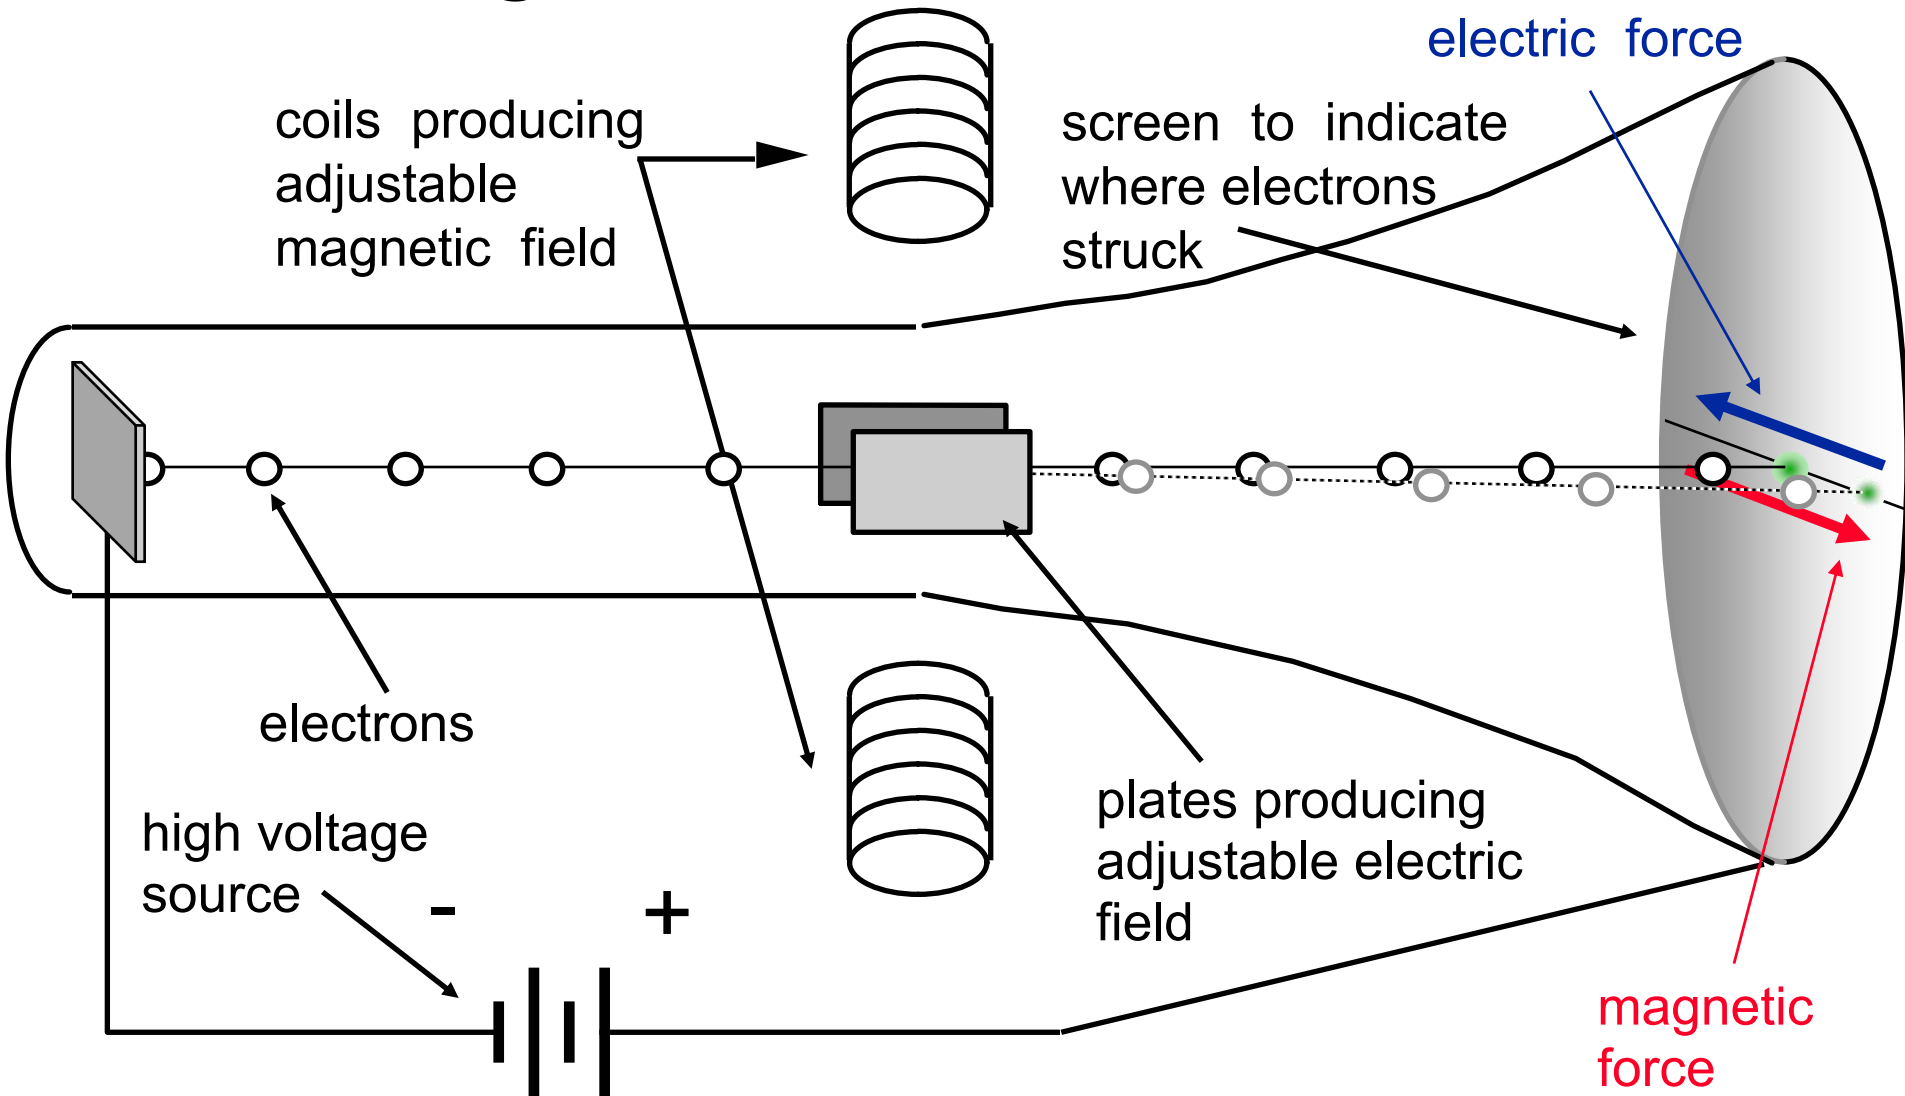 electric force
coils producing
adjustable
magnetic field
screen to indicate
where electrons
struck
electrons
high voltage
source
- +
plates producing
adjustable electric
field
magnetic
force